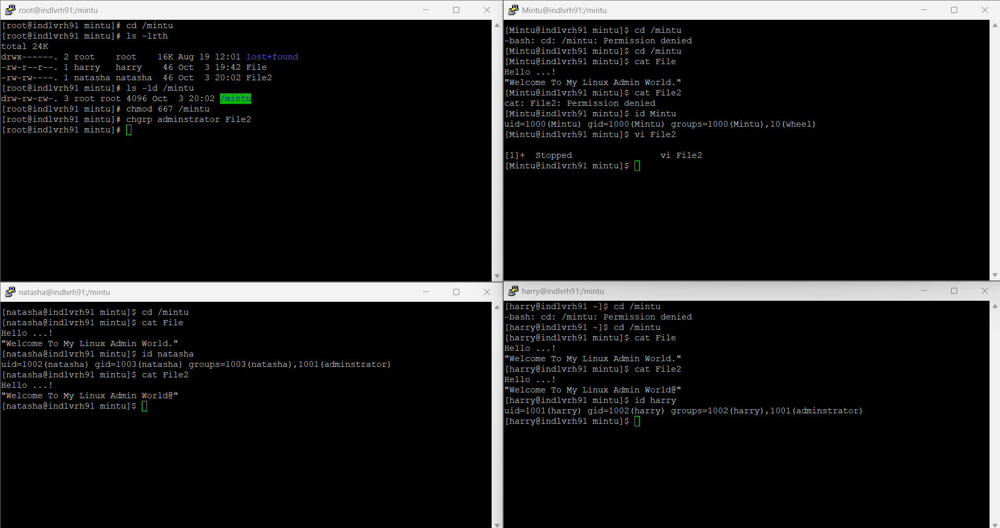 root@indlvrh91:/mintu
[root@indlvrh91 mintu]# cd /mintu
[root@indlvrh91 mintu]# ls -lrth
total 24K
drwx------. 2 root    root    16K Aug 19 12:01 lost+found
-rw-r--r--. 1 harry   harry    46 Oct  3 19:42 File
-rw-rw----. 1 natasha natasha  46 Oct  3 20:02 File2
[root@indlvrh91 mintu]# ls -ld /mintu
drw-rw-rw-. 3 root root 4096 Oct  3 20:02 /mintu
[root@indlvrh91 mintu]# chmod 667 /mintu
[root@indlvrh91 mintu]# chgrp adminstrator File2
[root@indlvrh91 mintu]#
Mintu@indlvrh91:/mintu
[Mintu@indlvrh91 mintu]$ cd /mintu
-bash: cd: /mintu: Permission denied
[Mintu@indlvrh91 mintu]$ cd /mintu
[Mintu@indlvrh91 mintu]$ cat File
Hello ...!
"Welcome To My Linux Admin World."
[Mintu@indlvrh91 mintu]$ cat File2
cat: File2: Permission denied
[Mintu@indlvrh91 mintu]$ id Mintu
uid=1000(Mintu) gid=1000(Mintu) groups=1000(Mintu),10(wheel)
[Mintu@indlvrh91 mintu]$ vi File2
[1]+  Stopped                 vi File2
[Mintu@indlvrh91 mintu]$
natasha@indlvrh91:/mintu
[natasha@indlvrh91 mintu]$ cd /mintu
[natasha@indlvrh91 mintu]$ cat File
Hello ...!
"Welcome To My Linux Admin World."
[natasha@indlvrh91 mintu]$ id natasha
uid=1002(natasha) gid=1003(natasha) groups=1003(natasha),1001(adminstrator)
[natasha@indlvrh91 mintu]$ cat File2
Hello ...!
"Welcome To My Linux Admin World@"
[natasha@indlvrh91 mintu]$
harry@indlvrh91:/mintu
[harry@indlvrh91 ~]$ cd /mintu
-bash: cd: /mintu: Permission denied
[harry@indlvrh91 ~]$ cd /mintu
[harry@indlvrh91 mintu]$ cat File
Hello ...!
"Welcome To My Linux Admin World."
[harry@indlvrh91 mintu]$ cat File2
Hello ...!
"Welcome To My Linux Admin World@"
[harry@indlvrh91 mintu]$ id harry
uid=1001(harry) gid=1002(harry) groups=1002(harry),1001(adminstrator)
[harry@indlvrh91 mintu]$